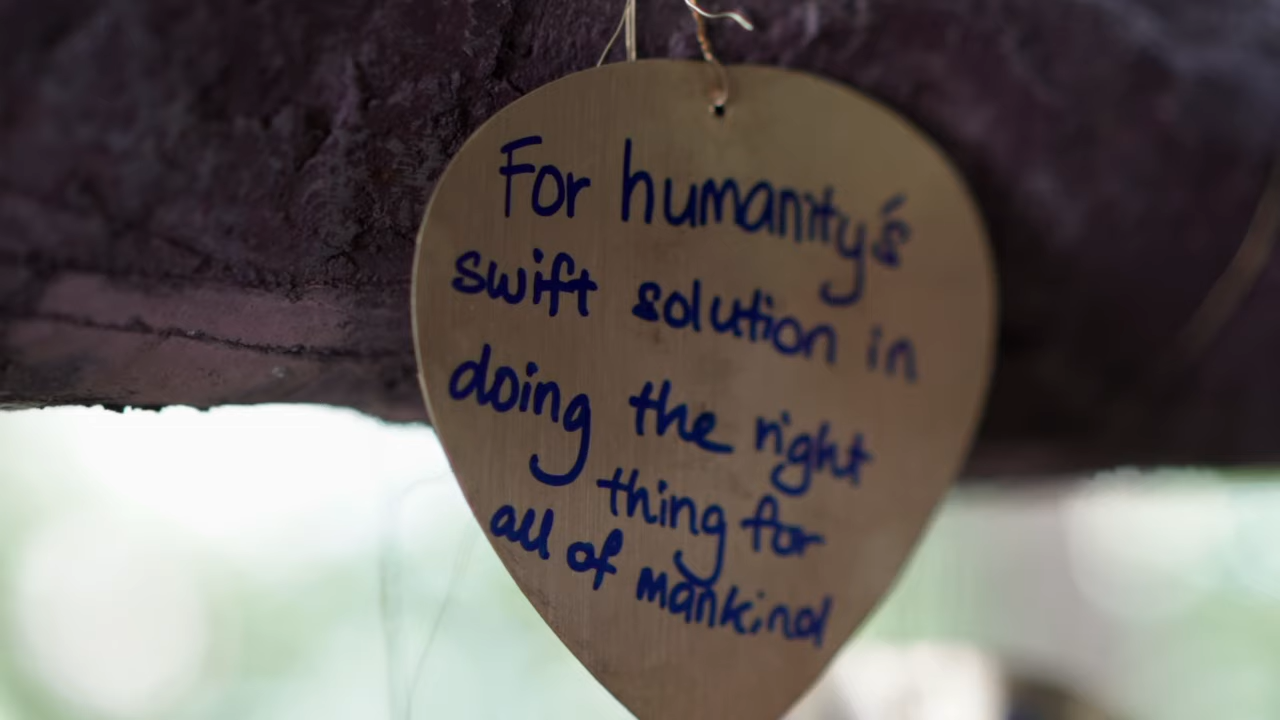 For humanity's
swift solution in
doing the right
thing for
all of mankind